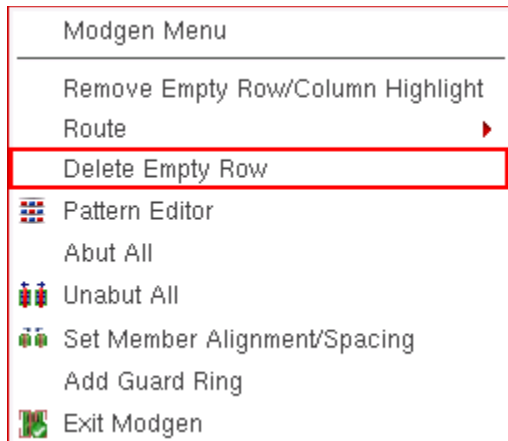 Modgen Menu
Remove Empty Row/Column Highlight
Route
Delete Empty Row
Pattern Editor
Abut All
Unabut All
Set Member Alignment/Spacing
Add Guard Ring
Exit Modgen